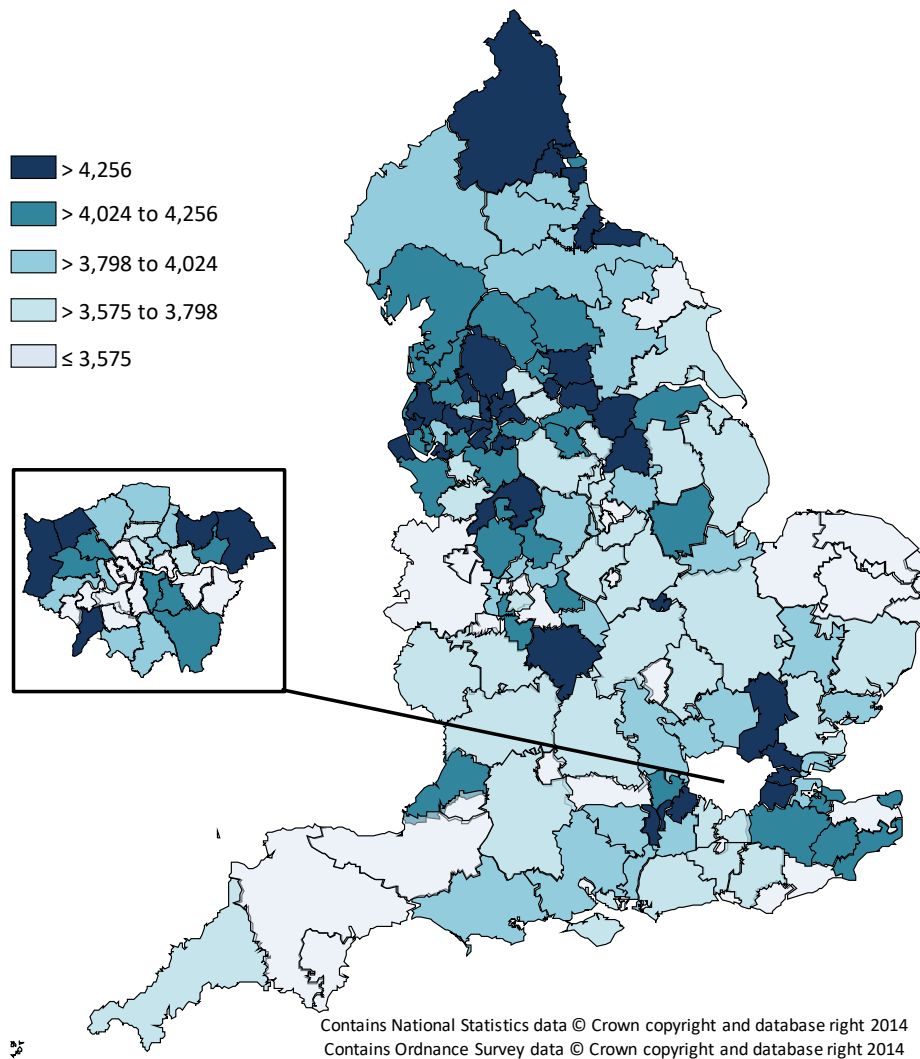 > 4,256
> 4,024 to 4,256
> 3,798 to 4,024
> 3,575 to 3,798
≤ 3,575
Contains National Statistics data © Crown copyright and database right 2014
Contains Ordnance Survey data © Crown copyright and database right 2014